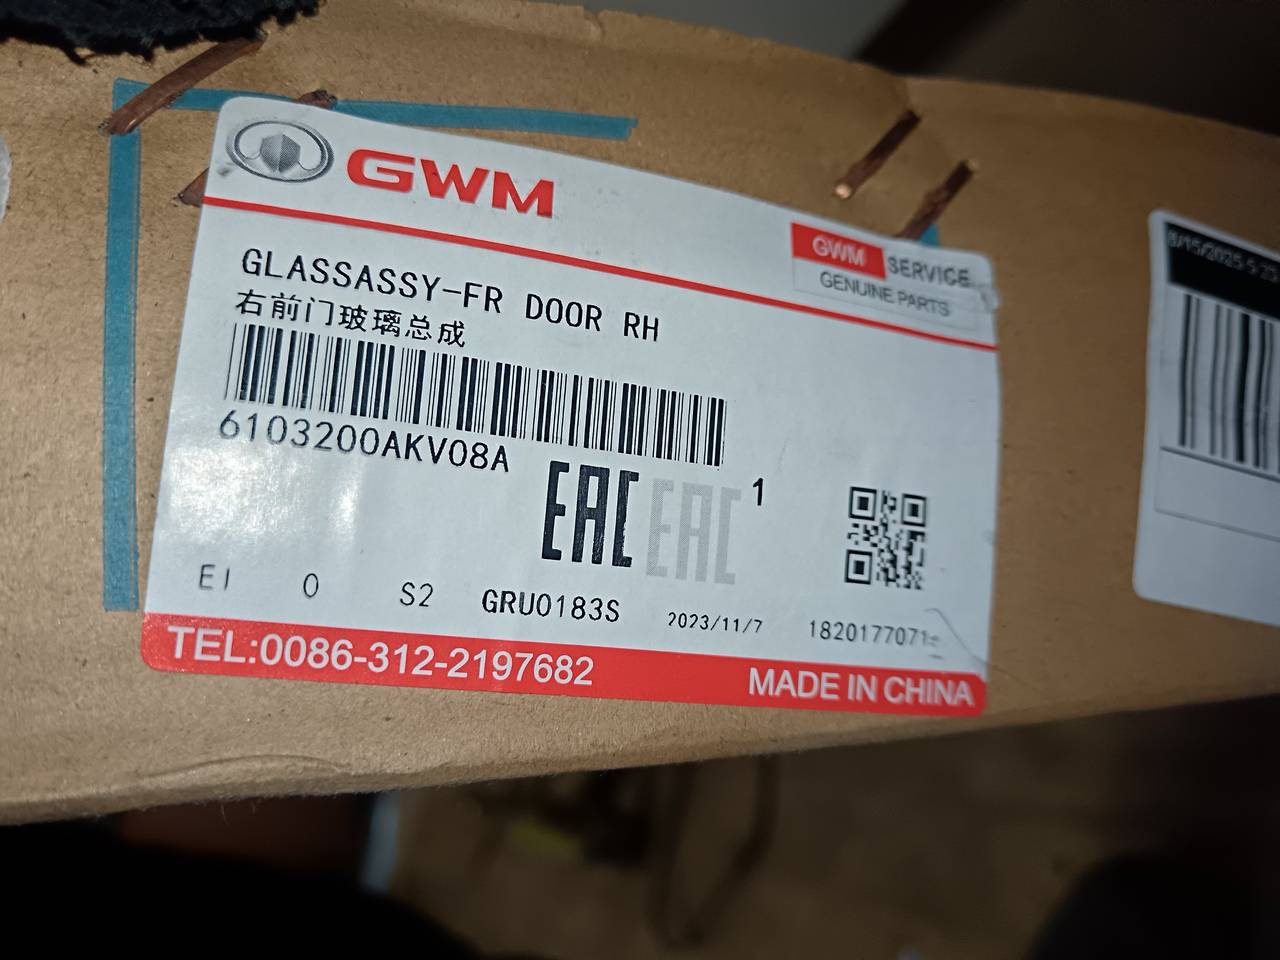 GWM
GWM SERVICE
GENUINE PARTS
GLASSASSY-FR DOOR RH
右前门玻璃总成
6103200AKV08A
EAC EAC
1
EI 0 S2 GRU0183S 2023/11/7
TEL:0086-312-2197682
MADE IN CHINA